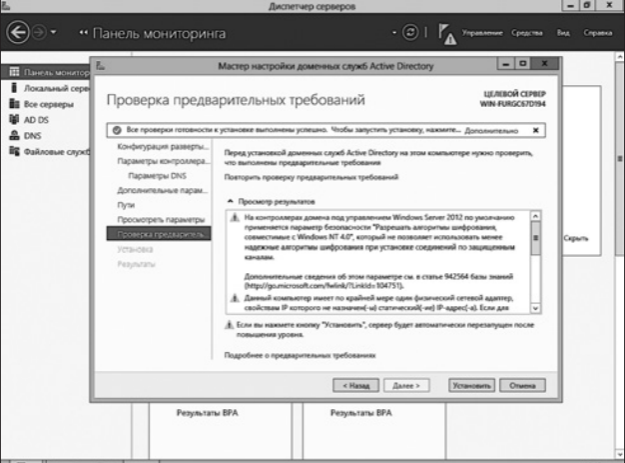 Диспетчер серверов
Панель мониторинга
Управление Средства Вид Справка
Панель монитор
Локальный серв
Все серверы
AD DS
DNS
Файловые служб
Мастер настройки доменных служб Active Directory
Проверка предварительных требований
ЦЕЛЕВОЙ СЕРВЕР
WIN-FURGC67D194
Все проверки готовности к установке выполнены успешно. Чтобы запустить установку, нажмите... Дополнительно
Конфигурация разверты...
Параметры контроллера...
Параметры DNS
Дополнительные парам...
Пути
Просмотреть параметры
Проверка предваритель...
Установка
Результаты
Перед установкой доменных служб Active Directory на этом компьютере нужно проверить,
что выполнены предварительные требования
Повторить проверку предварительных требований
Просмотр результатов
На контроллерах домена под управлением Windows Server 2012 по умолчанию
применяется параметр безопасности "Разрешать алгоритмы шифрования,
совместимые с Windows NT 4.0", который не позволяет использовать менее
надежные алгоритмы шифрования при установке соединений по защищенным
каналам.
Дополнительные сведения об этом параметре см. в статье 942564 базы знаний
(http://go.microsoft.com/fwlink/?LinkId=104751).
Данный компьютер имеет по крайней мере один физический сетевой адаптер,
свойствам IP которого не назначен(-ы) статический(-ие) IP-адрес(-а). Если для
Если вы нажмете кнопку "Установить", сервер будет автоматически перезапущен после
повышения уровня.
Подробнее о предварительных требованиях
< Назад
Далее >
Установить
Отмена
Скрыть
Результаты BPA
Результаты BPA